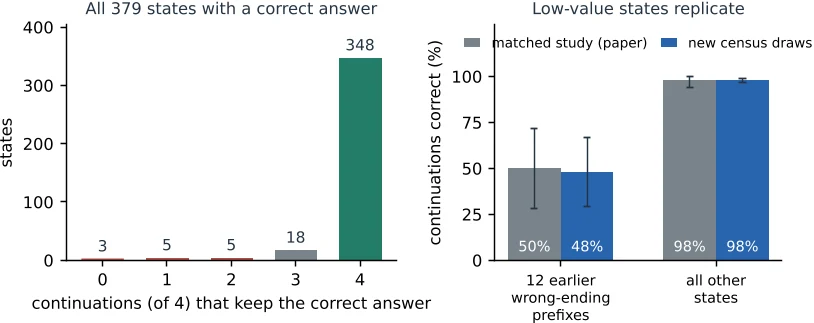 All 379 states with a correct answer
400
300
200
100
0
states
3
5
5
18
348
0 1 2 3 4
continuations (of 4) that keep the correct answer
Low-value states replicate
matched study (paper)
new census draws
continuations correct (%)
100
75
50
25
0
50%
48%
98%
98%
12 earlier
wrong-ending
prefixes
all other
states